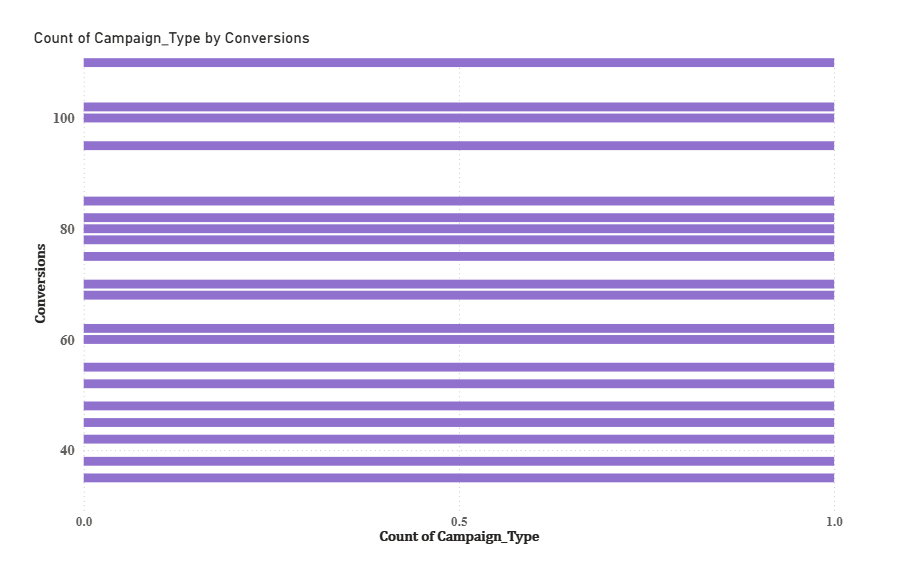 Count of Campaign_Type by Conversions
100
80
60
40
Conversions
0.0 0.5 1.0
Count of Campaign_Type